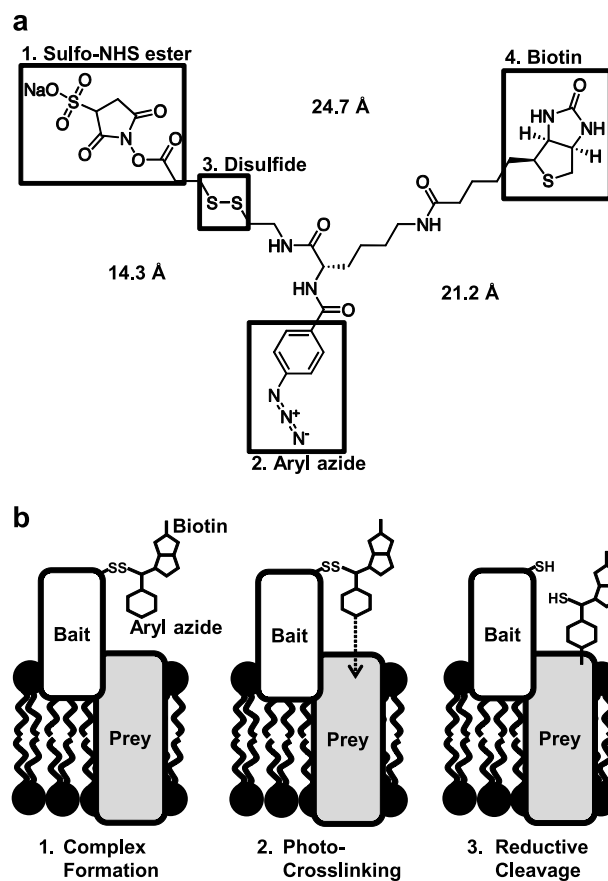 a
1. Sulfo-NHS ester
4. Biotin
O
O
NaO
S
O
O
O
N
O
O
HN
NH
H
H
S
24.7 Å
3. Disulfide
S–S
O
N
H
O
NH
O
NH
14.3 Å
21.2 Å
O
N
N+
N-
2. Aryl azide
b
Biotin
SS
Aryl azide
Bait
Prey
SS
Bait
Prey
SH
HS
Bait
Prey
1. Complex
Formation
2. Photo-
Crosslinking
3. Reductive
Cleavage